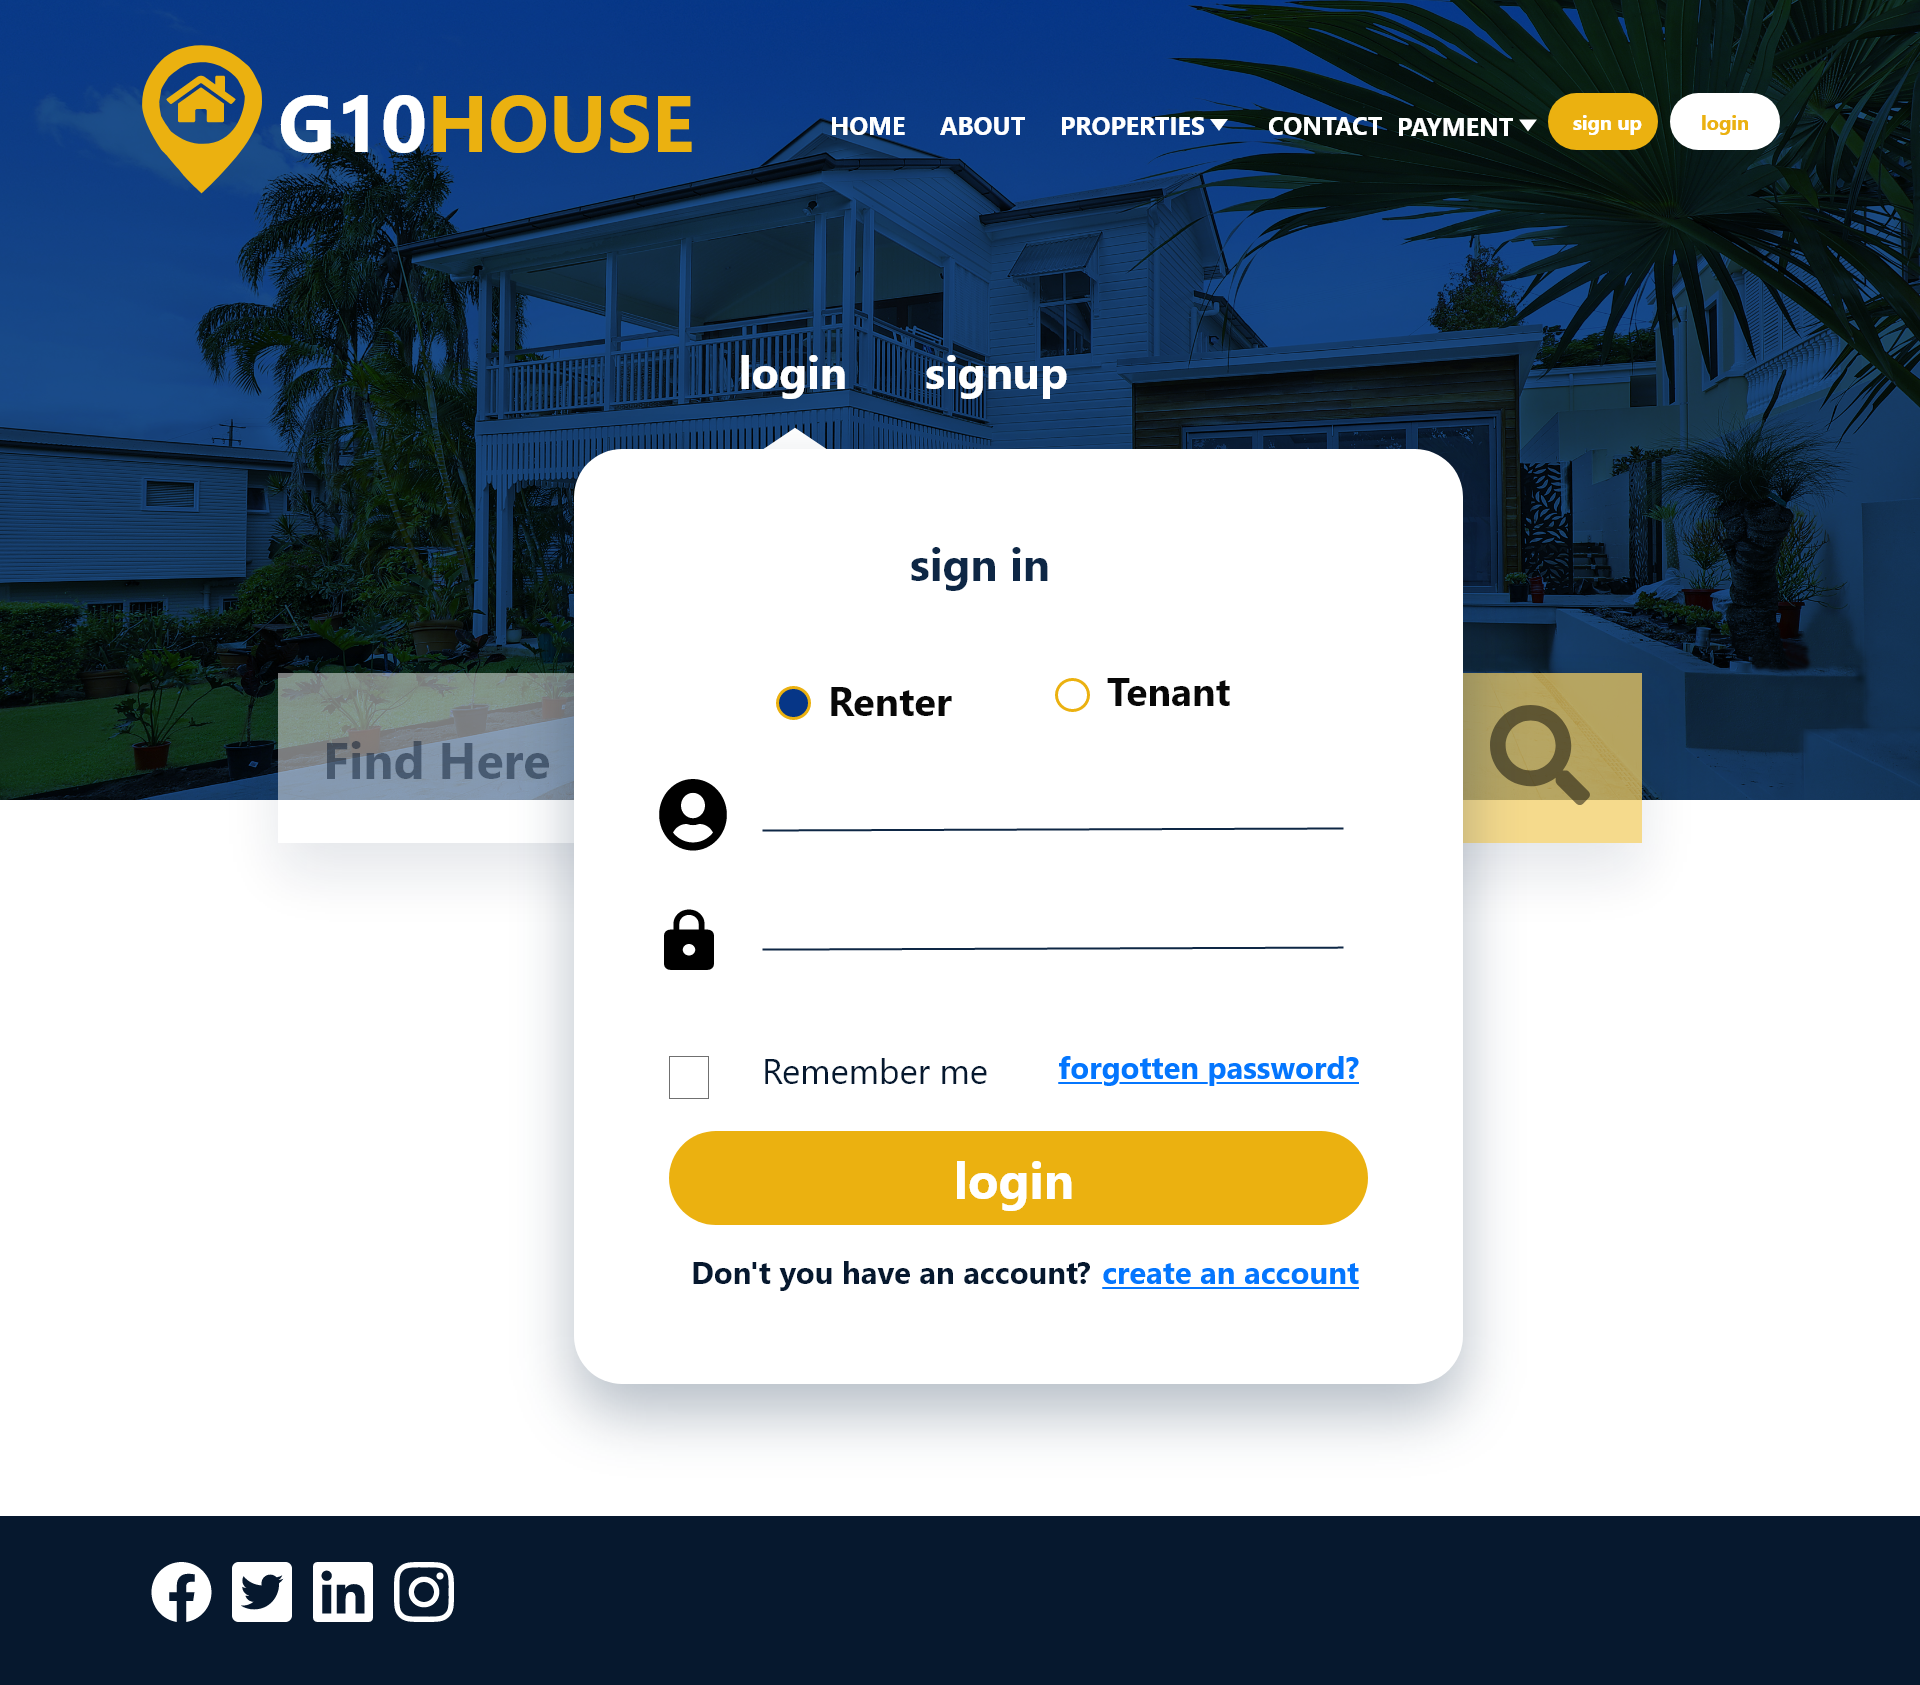 G10HOUSE
HOME ABOUT PROPERTIES CONTACT PAYMENT sign up login
login signup
sign in
Renter Tenant
Find Here
Remember me forgotten password?
login
Don't you have an account? create an account